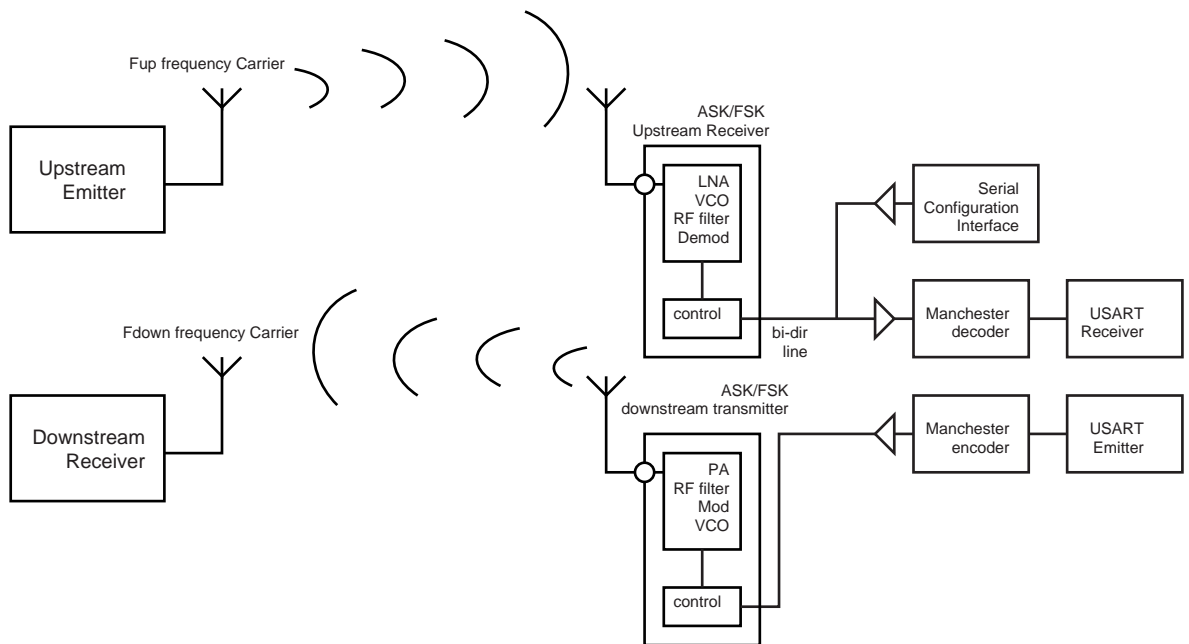 Fup frequency Carrier
Upstream
Emitter
ASK/FSK
Upstream Receiver
LNA
VCO
RF filter
Demod
control
bi-dir
line
Serial
Configuration
Interface
Manchester
decoder
USART
Receiver
Fdown frequency Carrier
Downstream
Receiver
ASK/FSK
downstream transmitter
PA
RF filter
Mod
VCO
control
Manchester
encoder
USART
Emitter